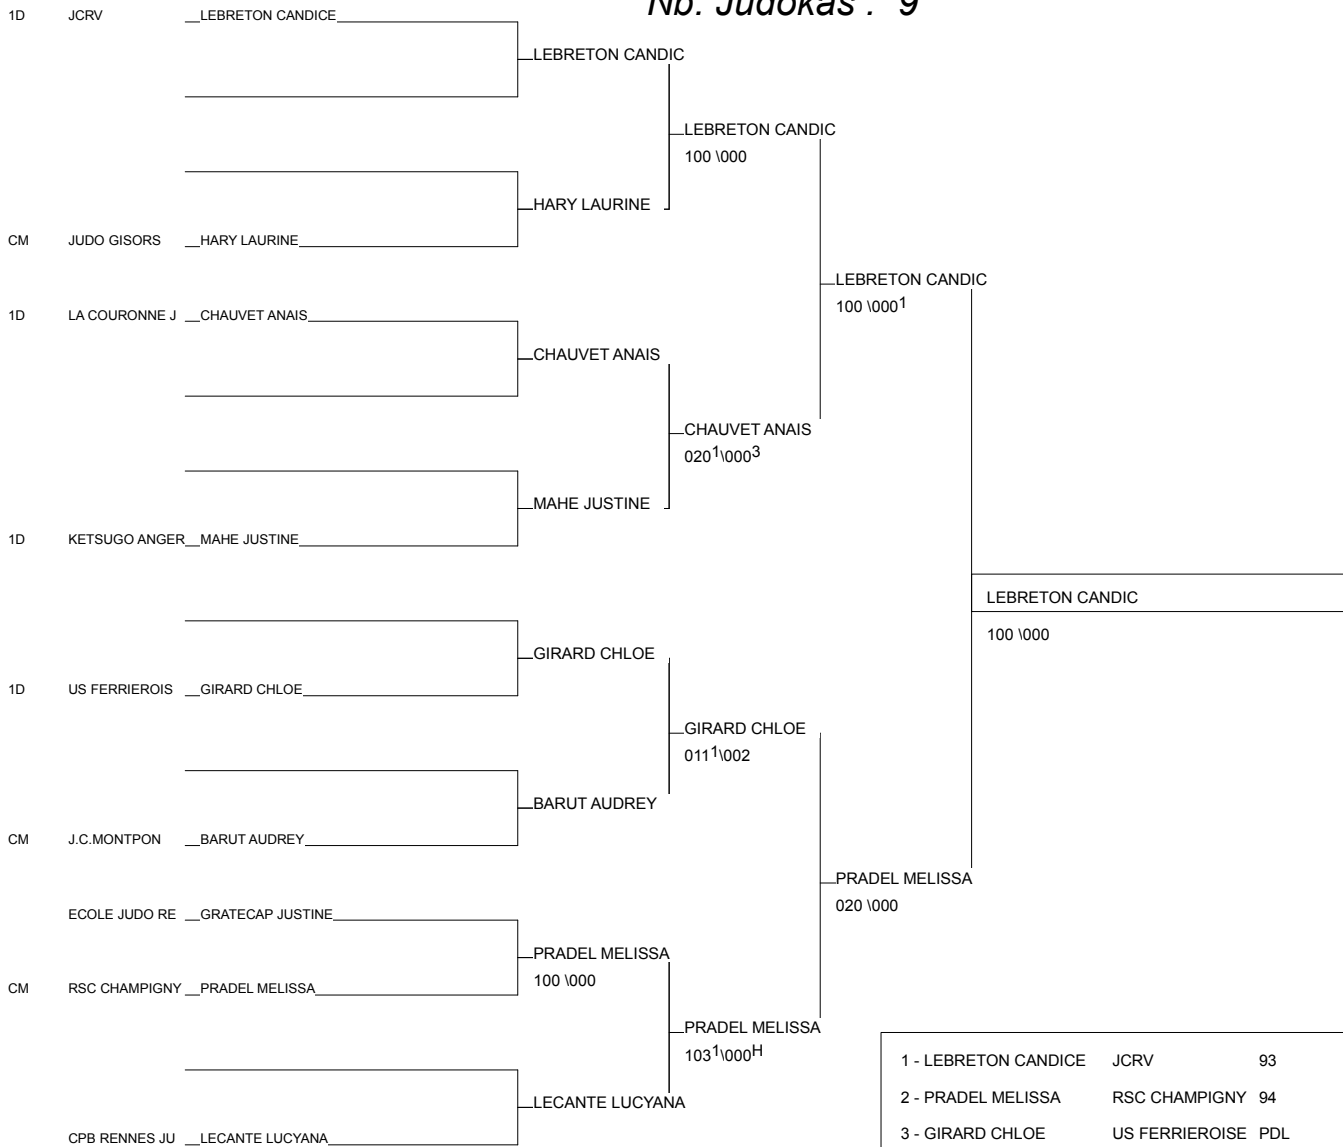 Nb. Judokas : 9
1D JCRV LEBRETON CANDICE
LEBRETON CANDIC
LEBRETON CANDIC
100 \000
HARY LAURINE
CM JUDO GISORS HARY LAURINE
LEBRETON CANDIC
100 \000¹
1D LA COURONNE J CHAUVET ANAIS
CHAUVET ANAIS
CHAUVET ANAIS
020¹\000³
MAHE JUSTINE
1D KETSUGO ANGER MAHE JUSTINE
LEBRETON CANDIC
100 \000
GIRARD CHLOE
1D US FERRIEROIS GIRARD CHLOE
GIRARD CHLOE
011¹\002
BARUT AUDREY
CM J.C.MONTPON BARUT AUDREY
PRADEL MELISSA
020 \000
ECOLE JUDO RE GRATECAP JUSTINE
PRADEL MELISSA
100 \000
CM RSC CHAMPIGNY PRADEL MELISSA
PRADEL MELISSA
103¹\000ᴴ
LECANTE LUCYANA
CPB RENNES JU LECANTE LUCYANA
1 - LEBRETON CANDICE JCRV 93
2 - PRADEL MELISSA RSC CHAMPIGNY 94
3 - GIRARD CHLOE US FERRIEROISE PDL